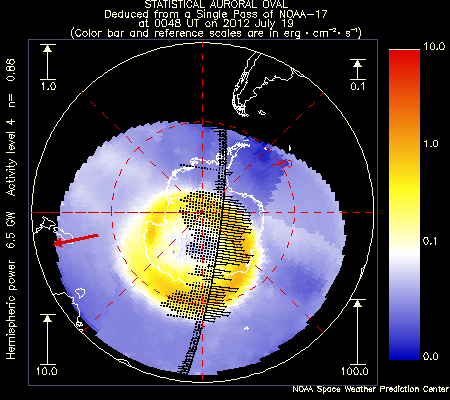 STATISTICAL AURORAL OVAL
Deduced from a Single Pass of NOAA-17
at 0048 UT on 2012 July 19
(Color bar and reference scales are in erg·cm⁻²·s⁻¹)
1.0
0.1
10.0
100.0
Hemispheric power 6.5 GW Activity level 4 n= 0.88
10.0
1.0
0.1
0.0
NOAA Space Weather Prediction Center